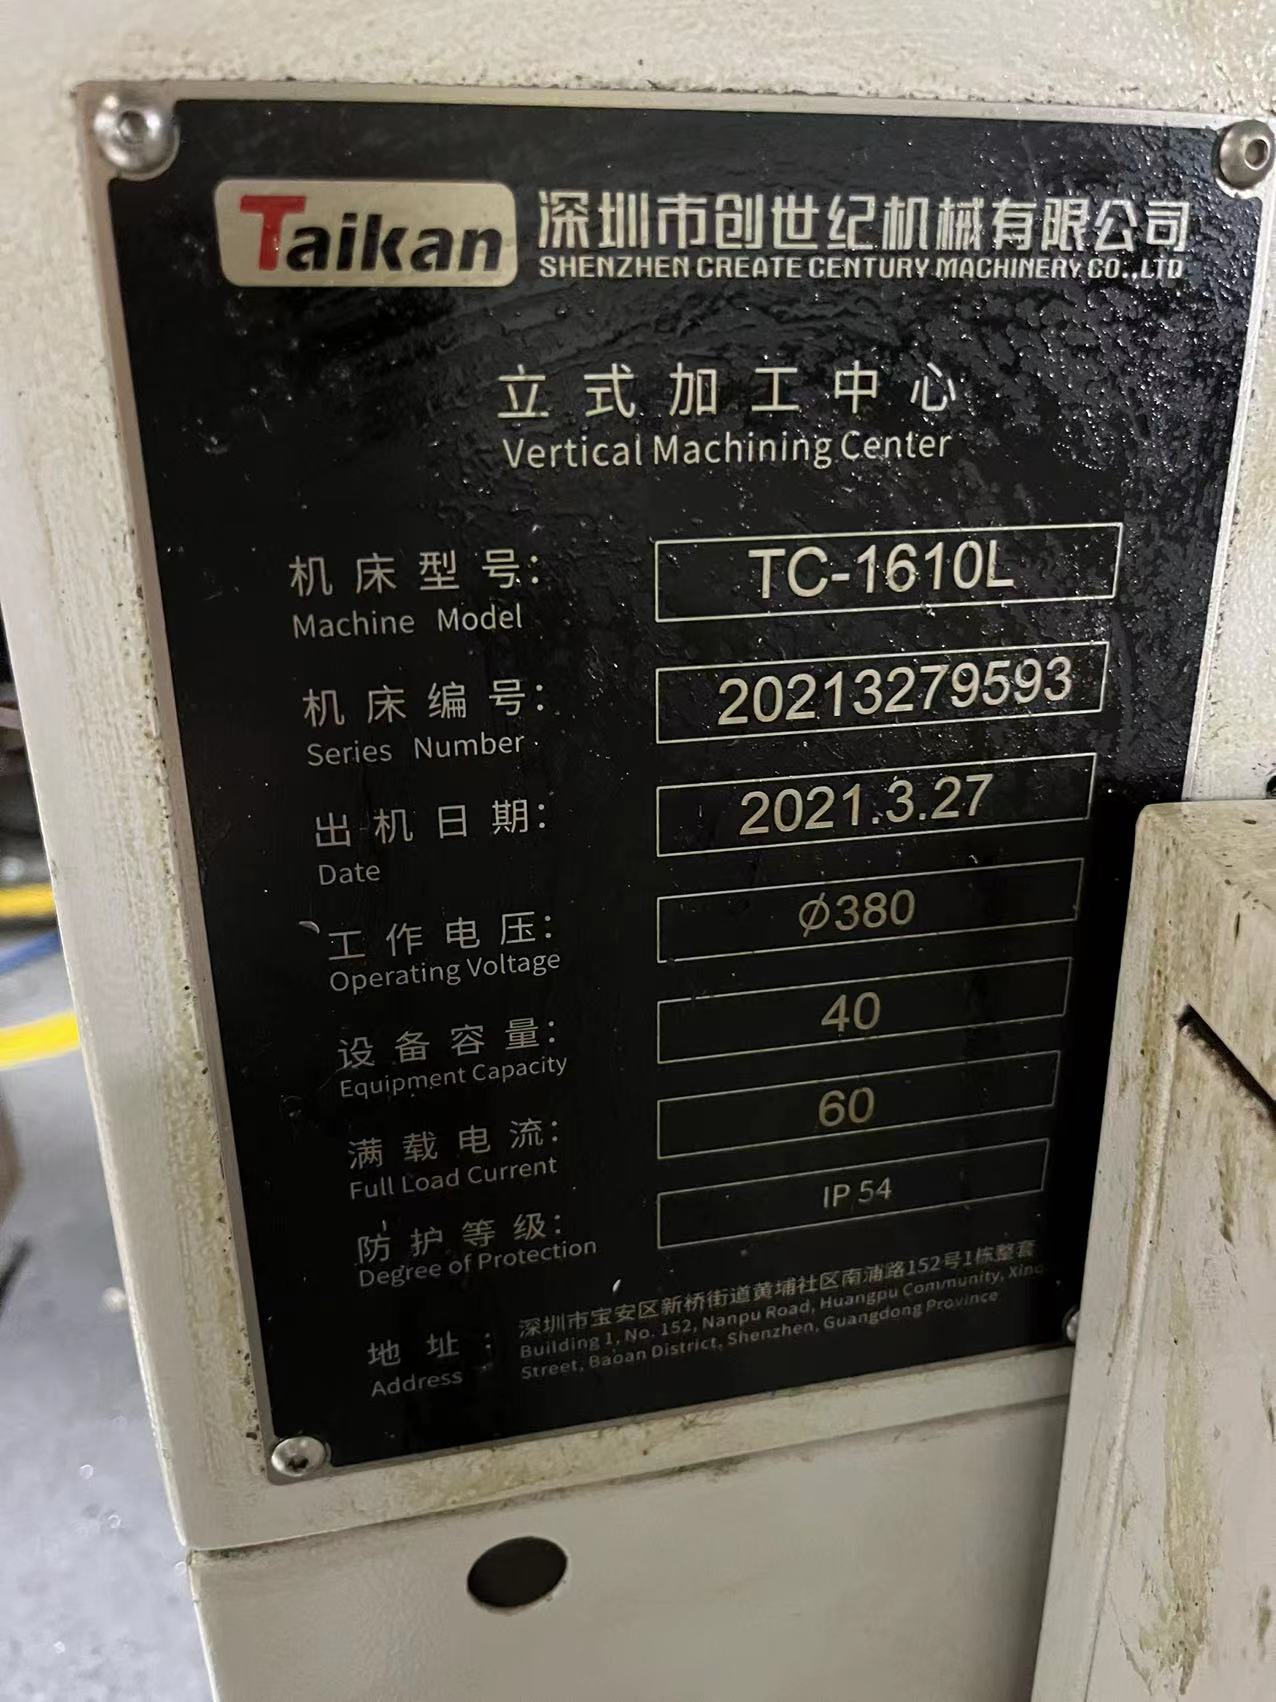 Taikan
深圳市创世纪机械有限公司
SHENZHEN CREATE CENTURY MACHINERY CO.,LTD
立式加工中心
Vertical Machining Center
机床型号: TC-1610L
Machine Model
机床编号: 20213279593
Series Number
出机日期: 2021.3.27
Date
工作电压: Ø380
Operating Voltage
设备容量: 40
Equipment Capacity
满载电流: 60
Full Load Current
防护等级: IP 54
Degree of Protection
地址: 深圳市宝安区新桥街道黄埔社区南浦路152号1栋整套
Address Building 1, No. 152, Nanpu Road, Huangpu Community,
Street, Baoan District, Shenzhen, Guangdong Province